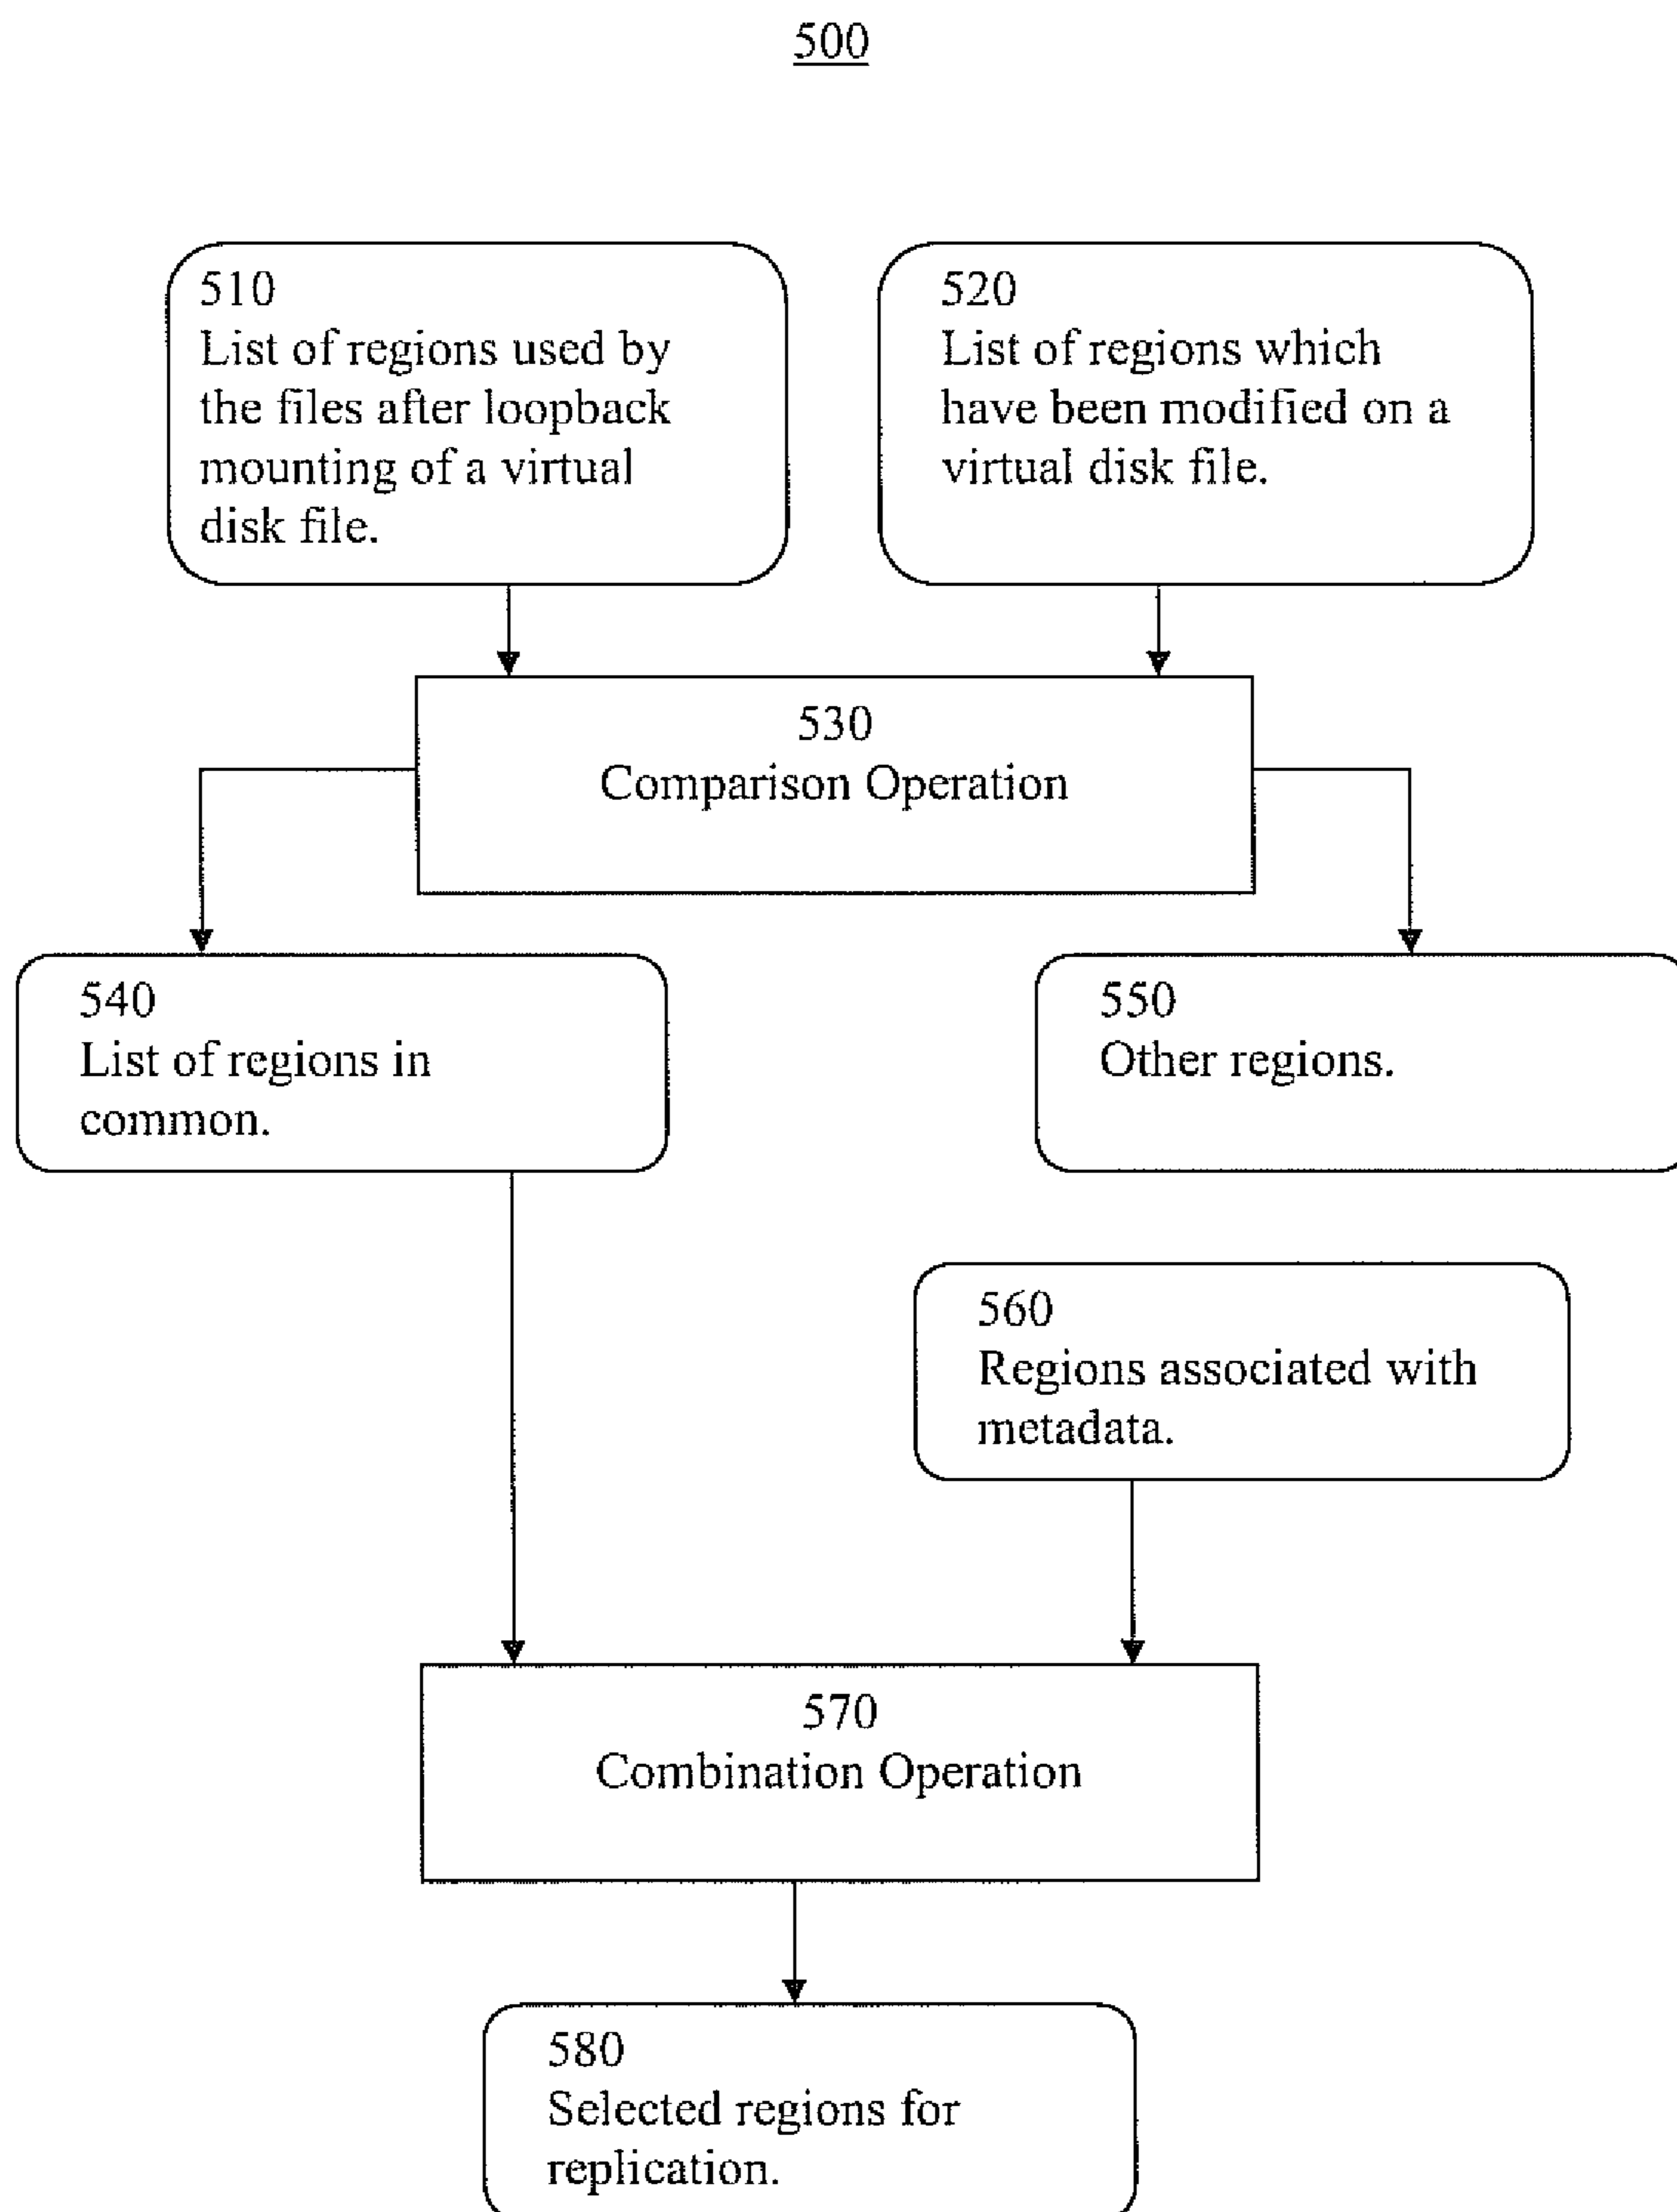 500
510
List of regions used by
the files after loopback
mounting of a virtual
disk file.
520
List of regions which
have been modified on a
virtual disk file.
530
Comparison Operation
540
List of regions in
common.
550
Other regions.
560
Regions associated with
metadata.
570
Combination Operation
580
Selected regions for
replication.